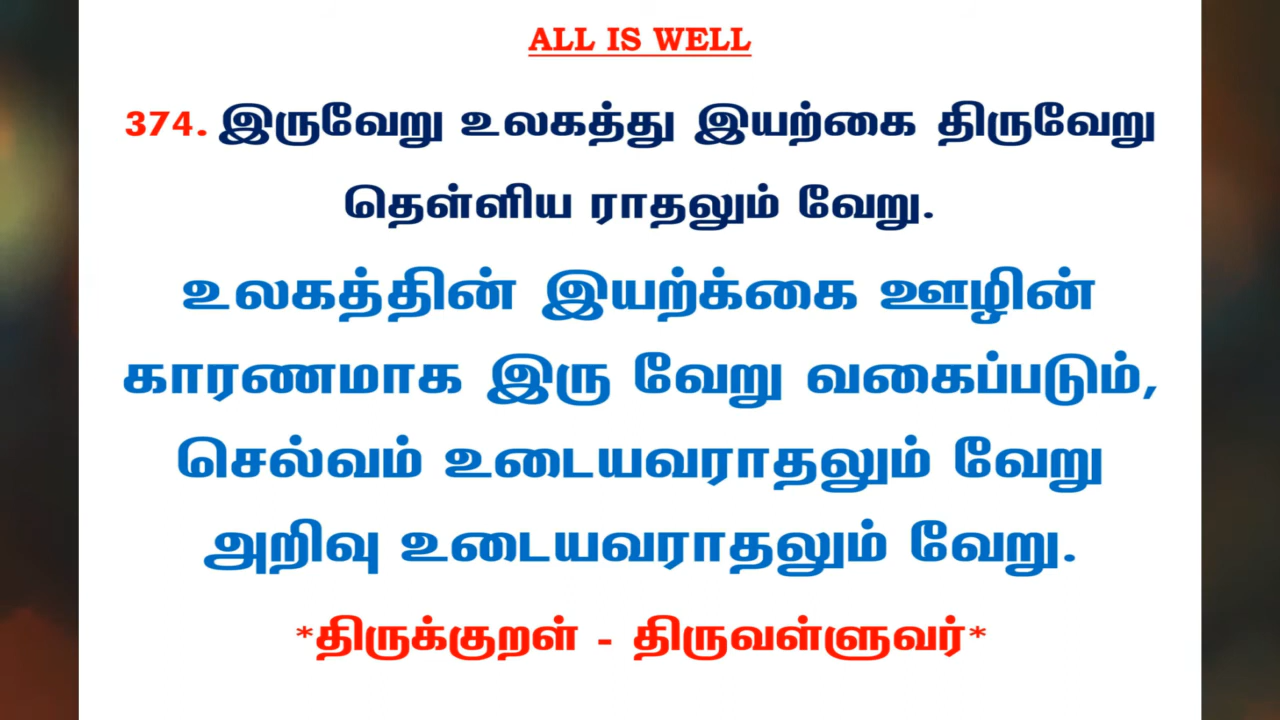 ALL IS WELL
374. இருவேறு உலகத்து இயற்கை திருவேறு
தெள்ளிய ராதலும் வேறு.
உலகத்தின் இயற்க்கை ஊழின்
காரணமாக இரு வேறு வகைப்படும்,
செல்வம் உடையவராதலும் வேறு
அறிவு உடையவராதலும் வேறு.
*திருக்குறள் - திருவள்ளுவர்*